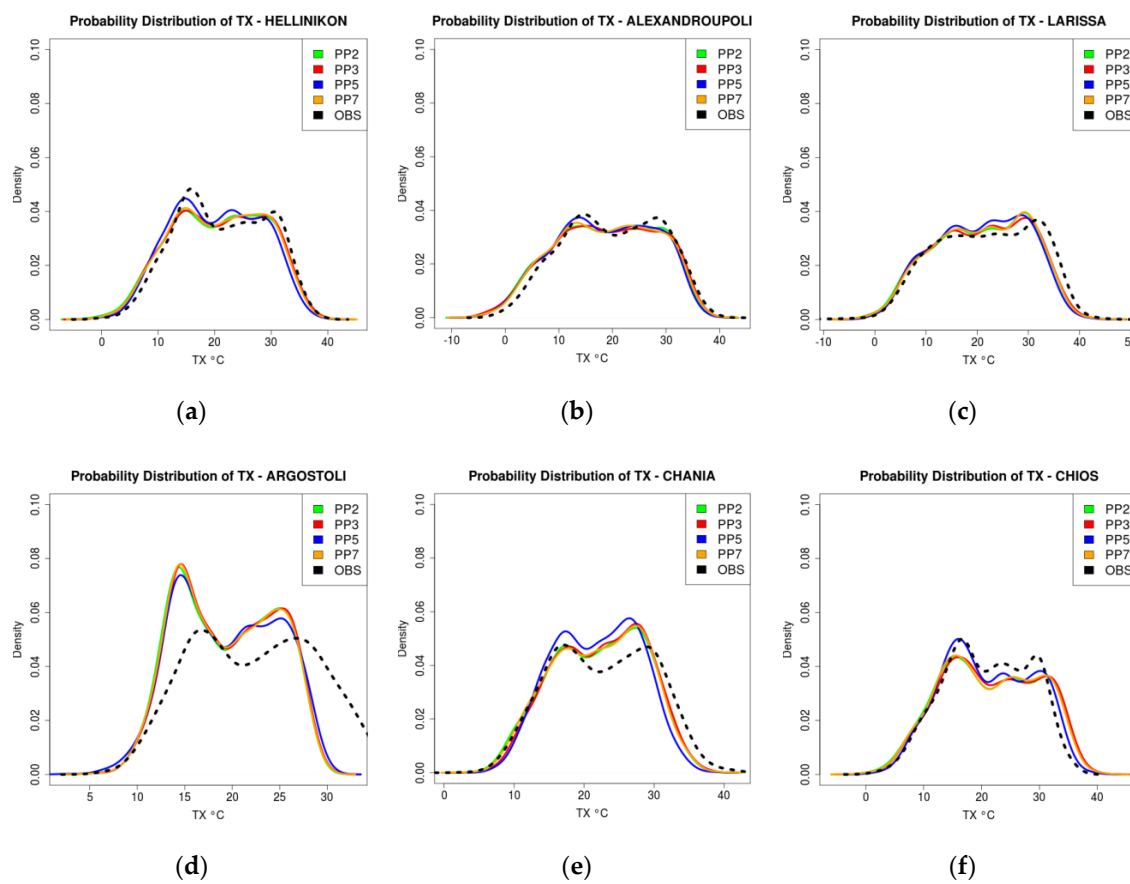 Probability Distribution of TX - HELLINIKON
0.10
0.08
0.06
0.04
0.02
0.00
Density
PP2
PP3
PP5
PP7
OBS
0 10 20 30 40
TX °C
(a)
Probability Distribution of TX - ALEXANDROUPOLI
0.10
0.08
0.06
0.04
0.02
0.00
Density
PP2
PP3
PP5
PP7
OBS
-10 0 10 20 30 40
TX °C
(b)
Probability Distribution of TX - LARISSA
0.10
0.08
0.06
0.04
0.02
0.00
Density
PP2
PP3
PP5
PP7
OBS
-10 0 10 20 30 40
TX °C
(c)
Probability Distribution of TX - ARGOSTOLI
0.10
0.08
0.06
0.04
0.02
0.00
Density
PP2
PP3
PP5
PP7
OBS
5 10 15 20 25 30
TX °C
(d)
Probability Distribution of TX - CHANIA
0.10
0.08
0.06
0.04
0.02
0.00
Density
PP2
PP3
PP5
PP7
OBS
0 10 20 30 40
TX °C
(e)
Probability Distribution of TX - CHIOS
0.10
0.08
0.06
0.04
0.02
0.00
Density
PP2
PP3
PP5
PP7
OBS
0 10 20 30 40
TX °C
(f)